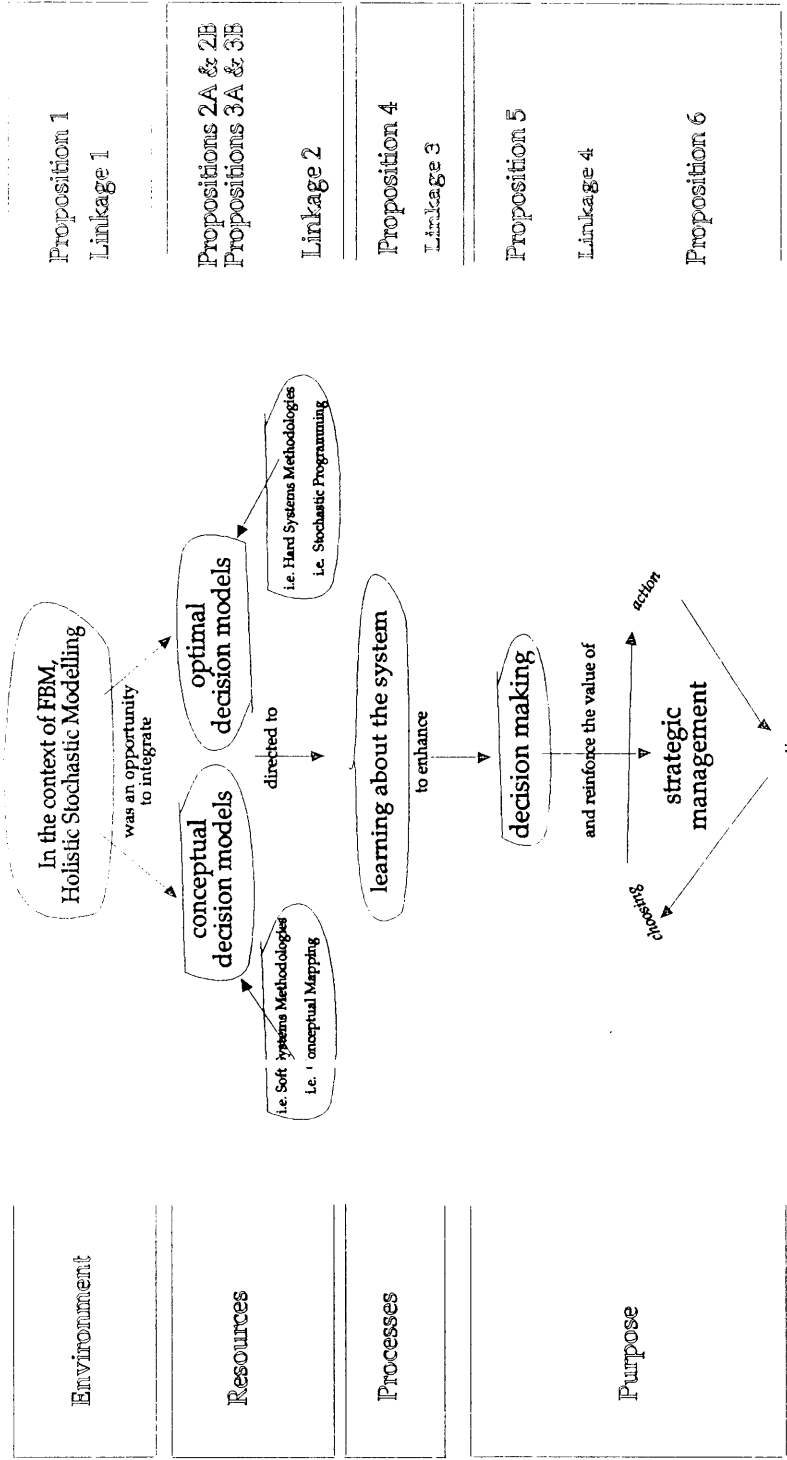 Environment
In the context of FBM,
Holistic Stochastic Modelling
Proposition 1
Linkage 1
was an opportunity
to integrate
Resources
conceptual
decision models
optimal
decision models
Propositions 2A & 2B
Propositions 3A & 3B
i.e. Soft ystems Methodologies
i.e. onceptual Mapping
directed to
i.e. Hard Systems Methodologies
i.e. Stochastic Programming
Linkage 2
Processes
learning about the system
Proposition 4
to enhance
Linkage 3
Purpose
decision making
Proposition 5
and reinforce the value of
Linkage 4
choosing
action
strategic
management
Proposition 6